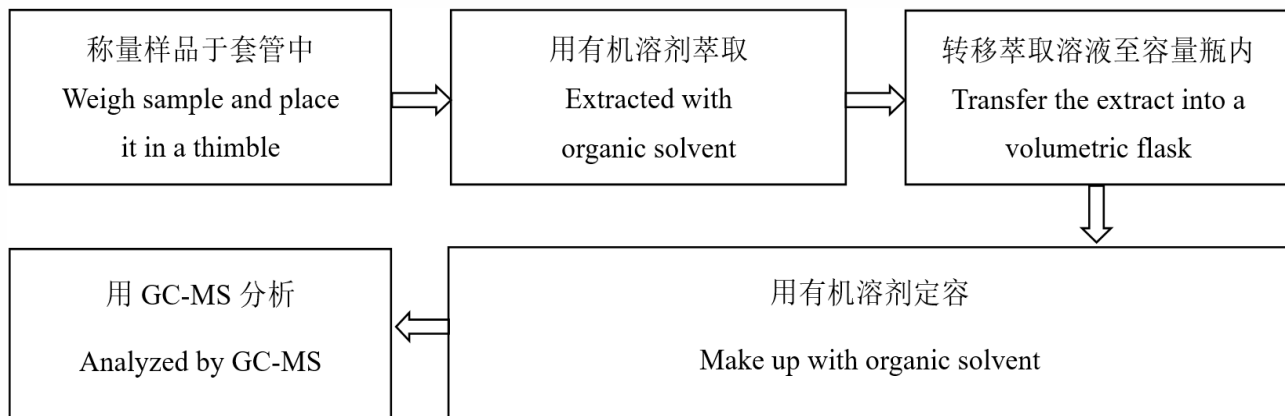 称量样品于套管中
Weigh sample and place
it in a thimble
用有机溶剂萃取
Extracted with
organic solvent
转移萃取溶液至容量瓶内
Transfer the extract into a
volumetric flask
用有机溶剂定容
Make up with organic solvent
用 GC-MS 分析
Analyzed by GC-MS